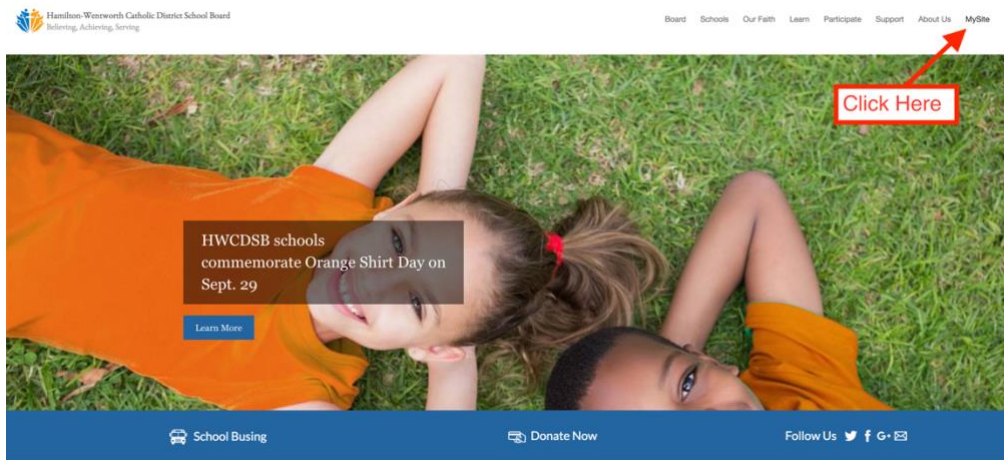 Hamilton-Wentworth Catholic District School Board
Believing, Achieving, Serving
Board Schools Our Faith Learn Participate Support About Us MySite
Click Here
HWCDSB schools
commemorate Orange Shirt Day on
Sept. 29
Learn More
School Busing Donate Now Follow Us f G+